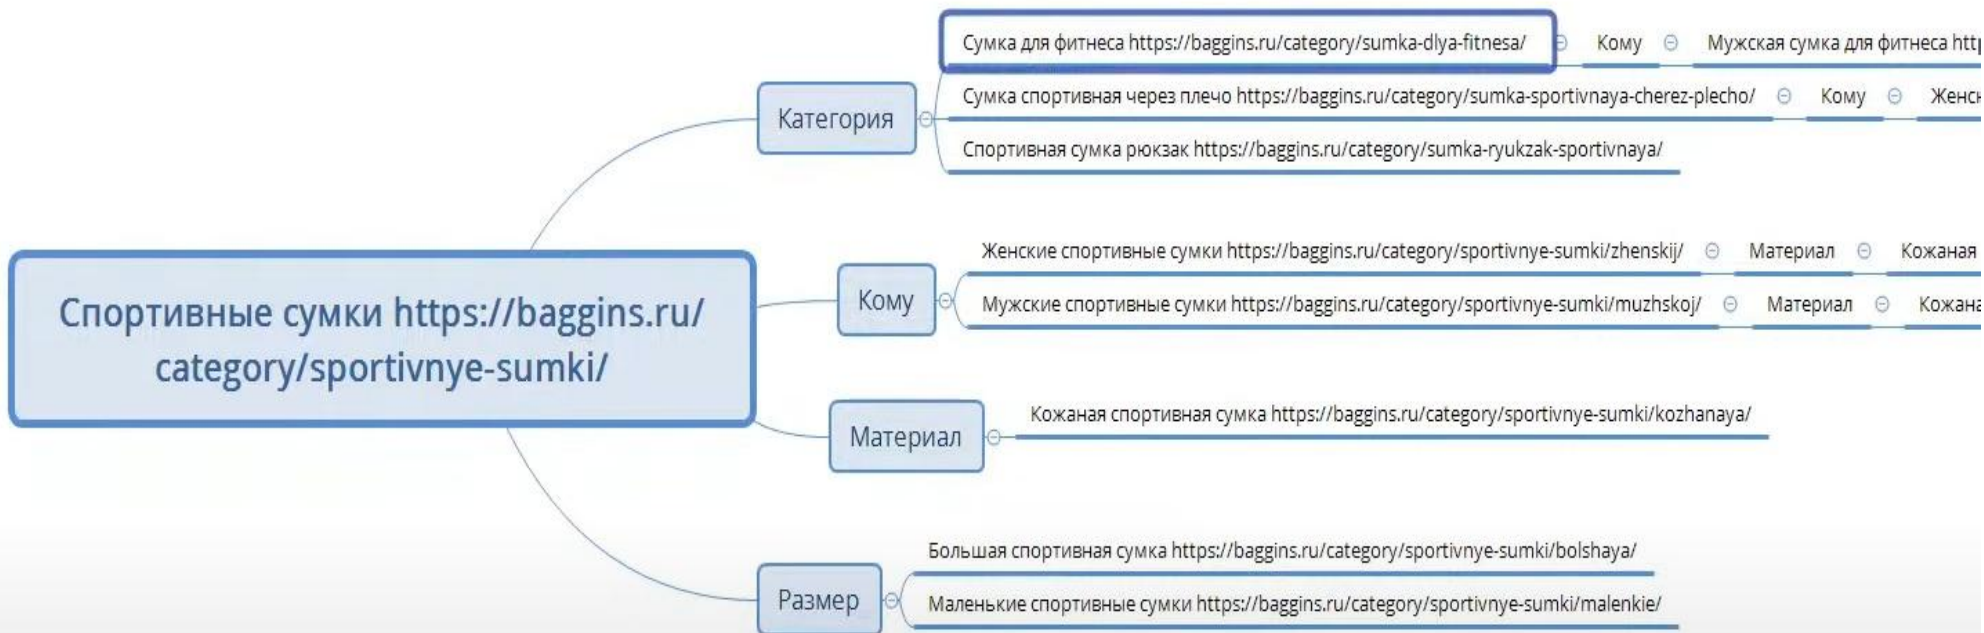 Сумка для фитнеса https://baggins.ru/category/sumka-dlya-fitnesa/ Кому Мужская сумка для фитнеса
Категория
Сумка спортивная через плечо https://baggins.ru/category/sumka-sportivnaya-cherez-plecho/ Кому
Спортивная сумка рюкзак https://baggins.ru/category/sumka-ryukzak-sportivnaya/
Спортивные сумки https://baggins.ru/
category/sportivnye-sumki/
Кому
Женские спортивные сумки https://baggins.ru/category/sportivnye-sumki/zhenskij/ Материал Кожаная
Мужские спортивные сумки https://baggins.ru/category/sportivnye-sumki/muzhskoj/ Материал
Материал
Кожаная спортивная сумка https://baggins.ru/category/sportivnye-sumki/kozhanaya/
Размер
Большая спортивная сумка https://baggins.ru/category/sportivnye-sumki/bolshaya/
Маленькие спортивные сумки https://baggins.ru/category/sportivnye-sumki/malenkie/